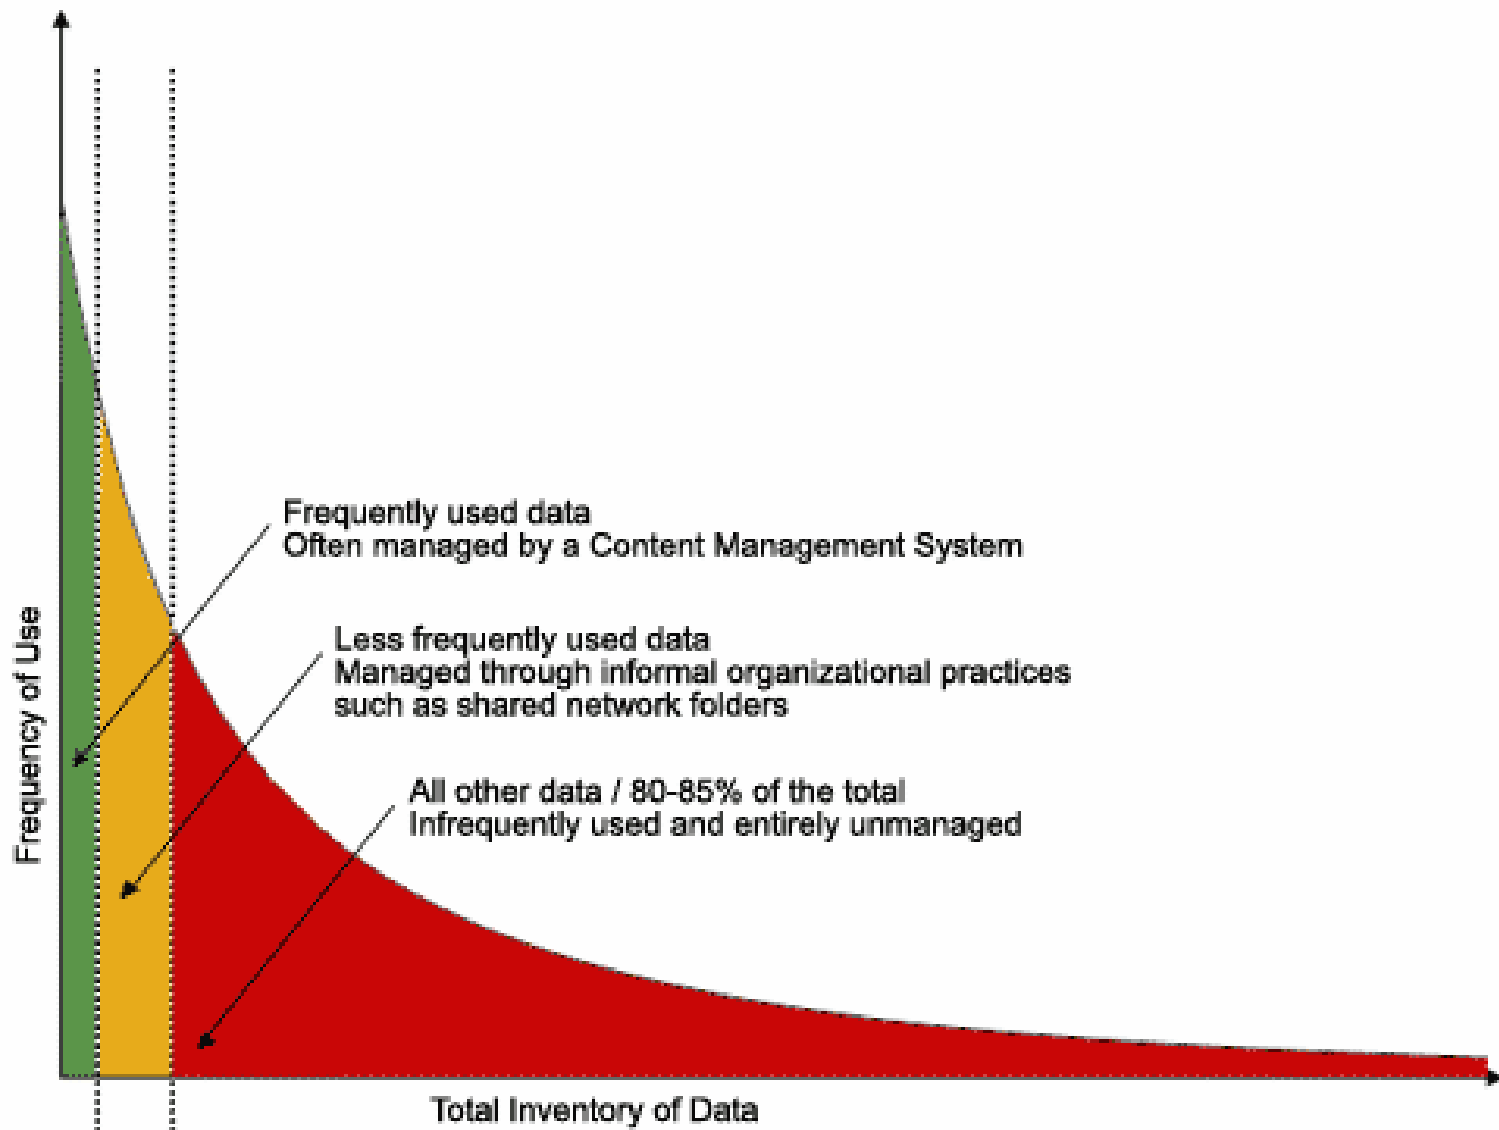 Frequently used data
Often managed by a Content Management System
Less frequently used data
Managed through informal organizational practices
such as shared network folders
All other data / 80-85% of the total
Infrequently used and entirely unmanaged
Frequency of Use
Total Inventory of Data